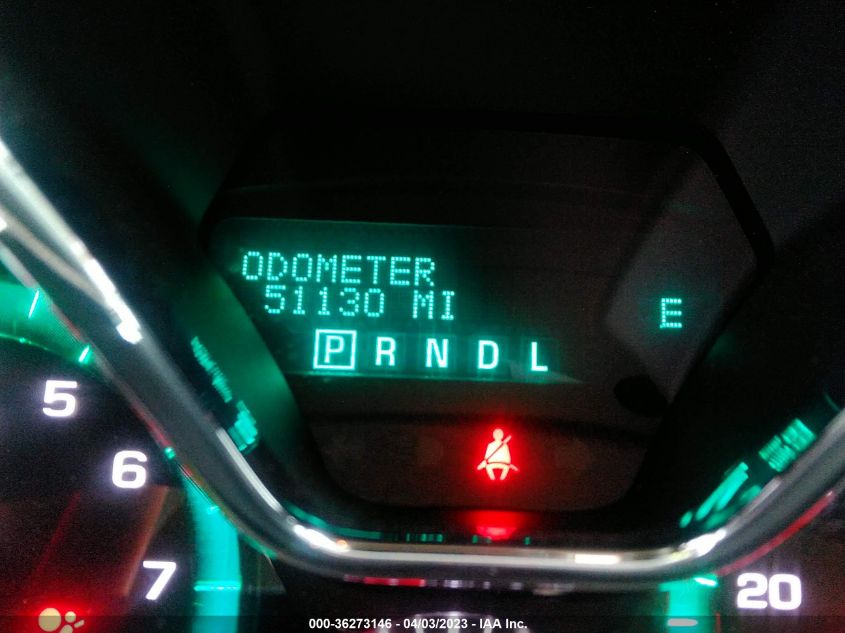 ODOMETER
51130 MI
E
P R N D L
5
6
7
20
000-36273146 - 04/03/2023 - IAA Inc.